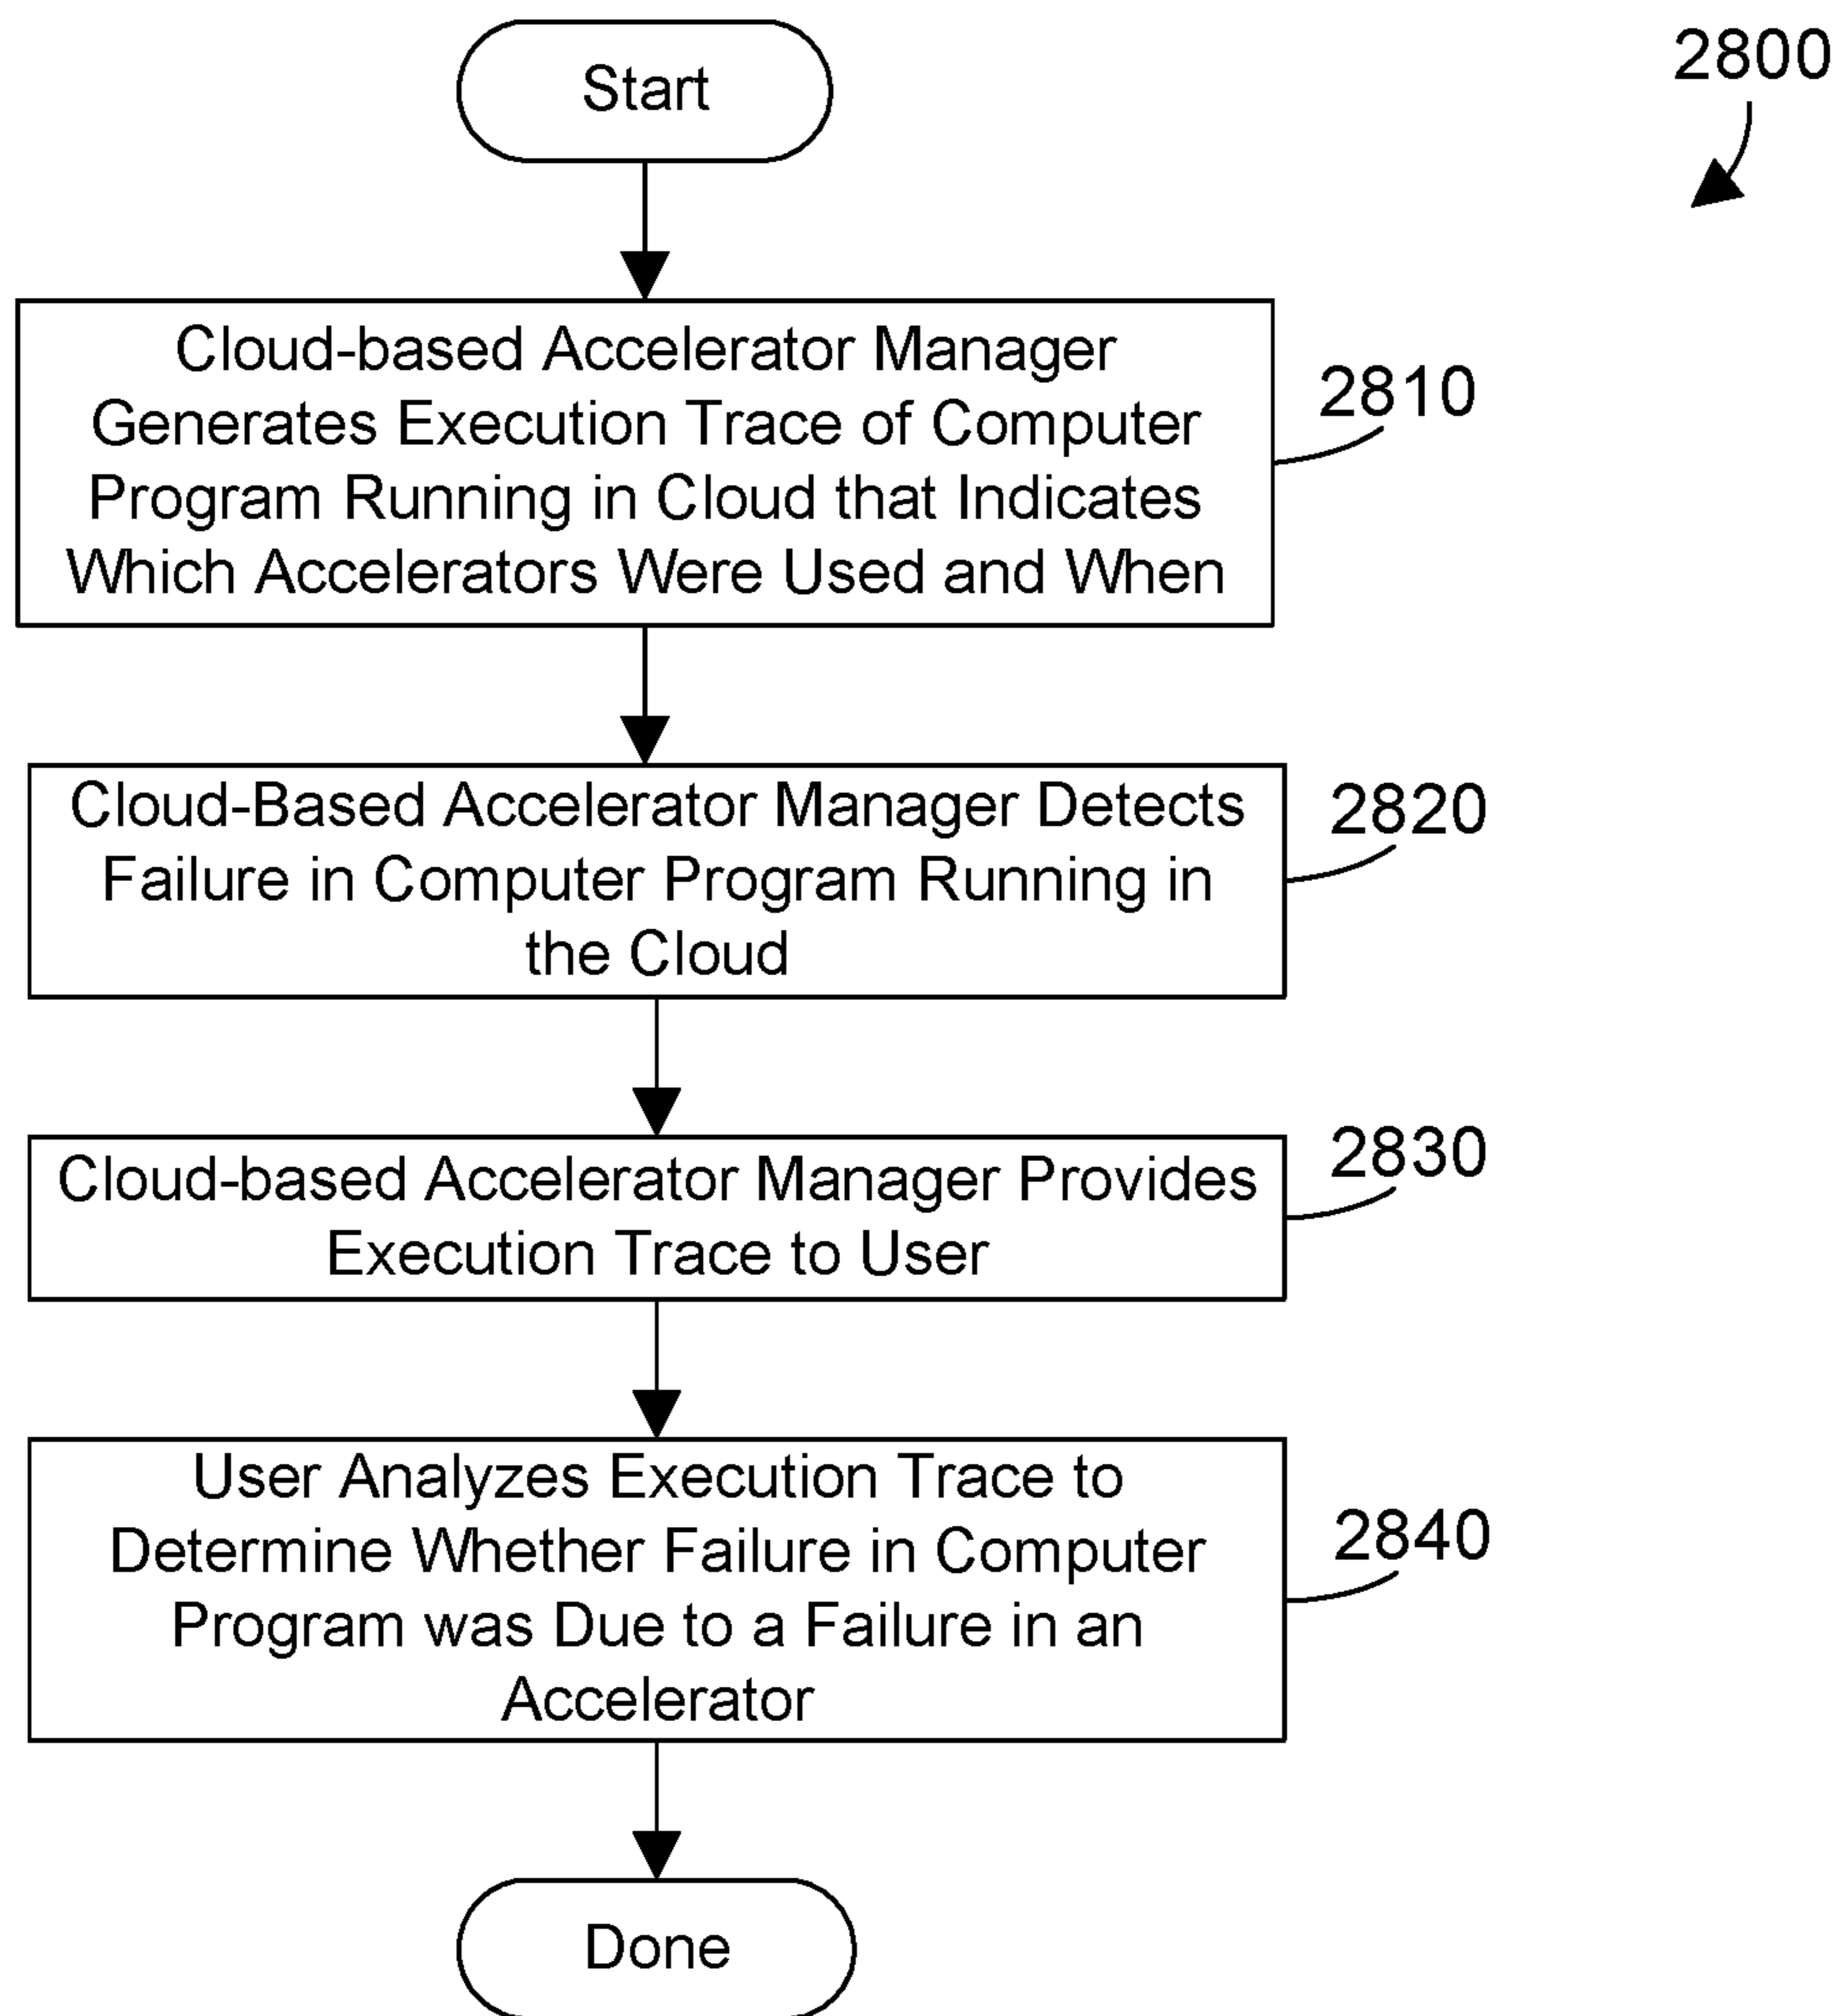 Start
2800
Cloud-based Accelerator Manager
Generates Execution Trace of Computer
Program Running in Cloud that Indicates
Which Accelerators Were Used and When
2810
Cloud-Based Accelerator Manager Detects
Failure in Computer Program Running in
the Cloud
2820
Cloud-based Accelerator Manager Provides
Execution Trace to User
2830
User Analyzes Execution Trace to
Determine Whether Failure in Computer
Program was Due to a Failure in an
Accelerator
2840
Done